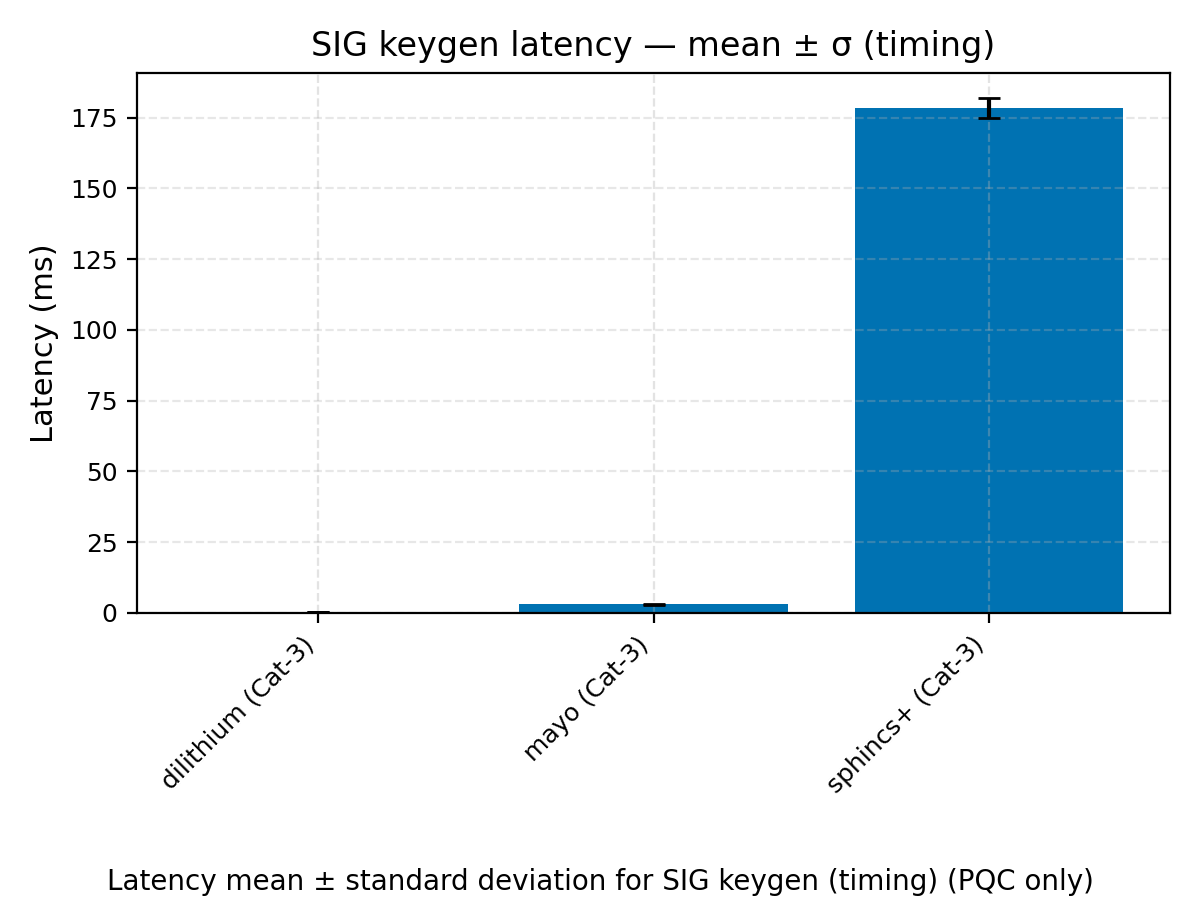 SIG keygen latency — mean ± σ (timing)
Latency (ms)
175
150
125
100
75
50
25
0
dilithium (Cat-3)
mayo (Cat-3)
sphincs+ (Cat-3)
Latency mean ± standard deviation for SIG keygen (timing) (PQC only)